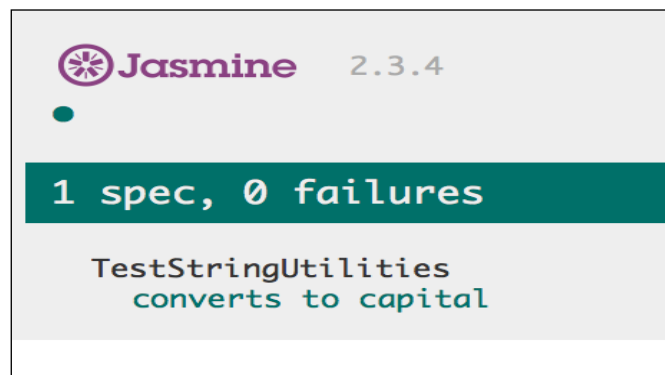 Jasmine 2.3.4
1 spec, 0 failures
TestStringUtilities
converts to capital